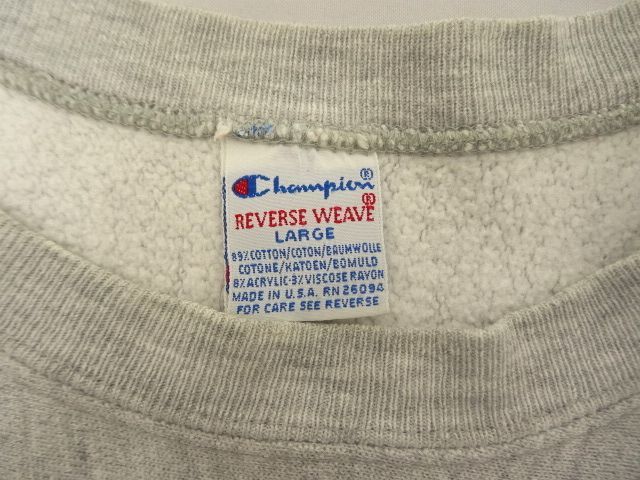 Champion®
REVERSE WEAVE®
LARGE
89% COTTON/COTON/BAUMWOLLE
COTONE/KATOEN/BOMULD
8% ACRYLIC·3% VISCOSE RAYON
MADE IN U.S.A. RN 26094
FOR CARE SEE REVERSE